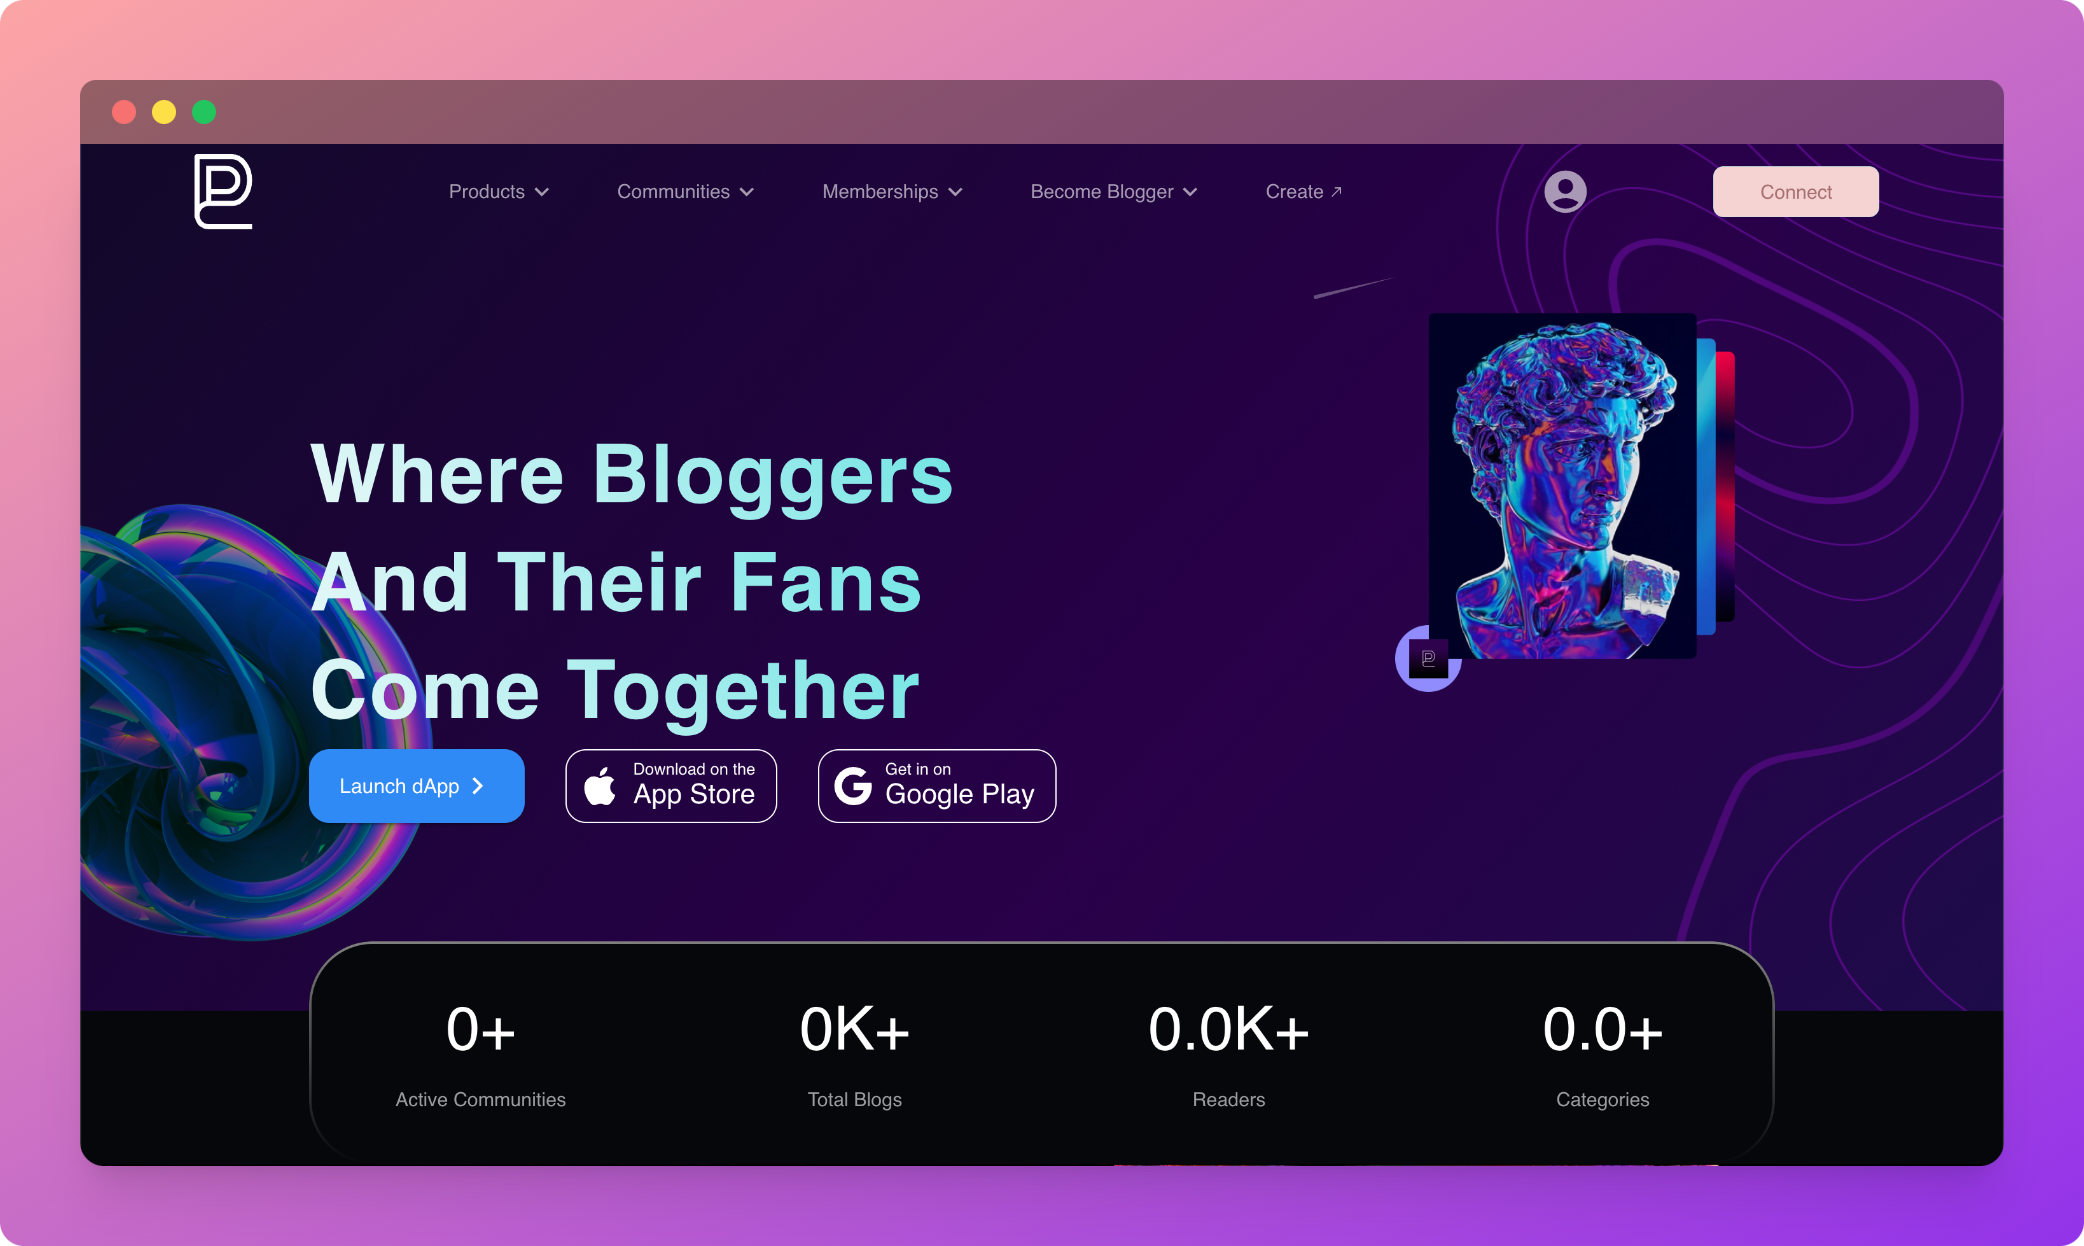 Products
Communities
Memberships
Become Blogger
Create
Connect
Where Bloggers
And Their Fans
Come Together
Launch dApp
Download on the
App Store
Get in on
Google Play
0+
0K+
0.0K+
0.0+
Active Communities
Total Blogs
Readers
Categories